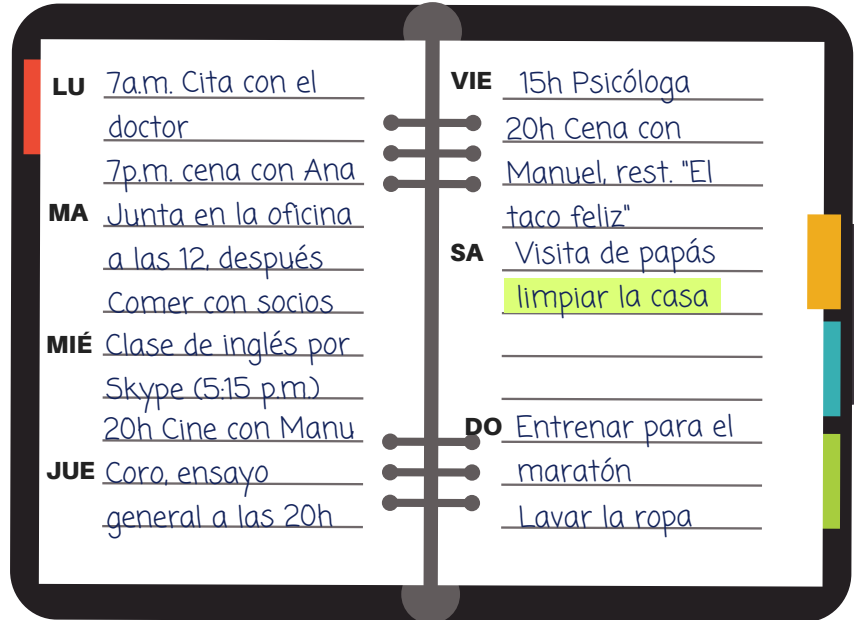 LU 7a.m. Cita con el
doctor
7p.m. cena con Ana
MA Junta en la oficina
a las 12, después
Comer con socios
MIÉ Clase de inglés por
Skype (5:15 p.m.)
20h Cine con Manu
JUE Coro, ensayo
general a las 20h
VIE 15h Psicóloga
20h Cena con
Manuel, rest. "El
taco feliz"
SA Visita de papás
limpiar la casa
DO Entrenar para el
maratón
Lavar la ropa